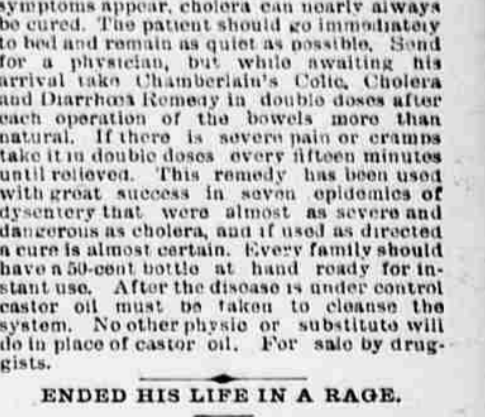 symptoms appear, cholera can nearly always
be cured. The patient should go immediately
to bed and remain as quiet as possible. Send
for a physician, but while awaiting his
arrival take Chamberlain's Colic, Cholera
and Diarrhœa Remedy in double doses after
each operation of the bowels more than
natural. If there is severe pain or cramps
take it in double doses every fifteen minutes
until relieved. This remedy has been used
with great success in seven epidemics of
dysentery that were almost as severe and
dangerous as cholera, and if used as directed
a cure is almost certain. Every family should
have a 50-cent bottle at hand ready for in-
stant use. After the disease is under control
castor oil must be taken to cleanse the
system. No other physic or substitute will
do in place of castor oil. For sale by drug-
gists.
ENDED HIS LIFE IN A RAGE.